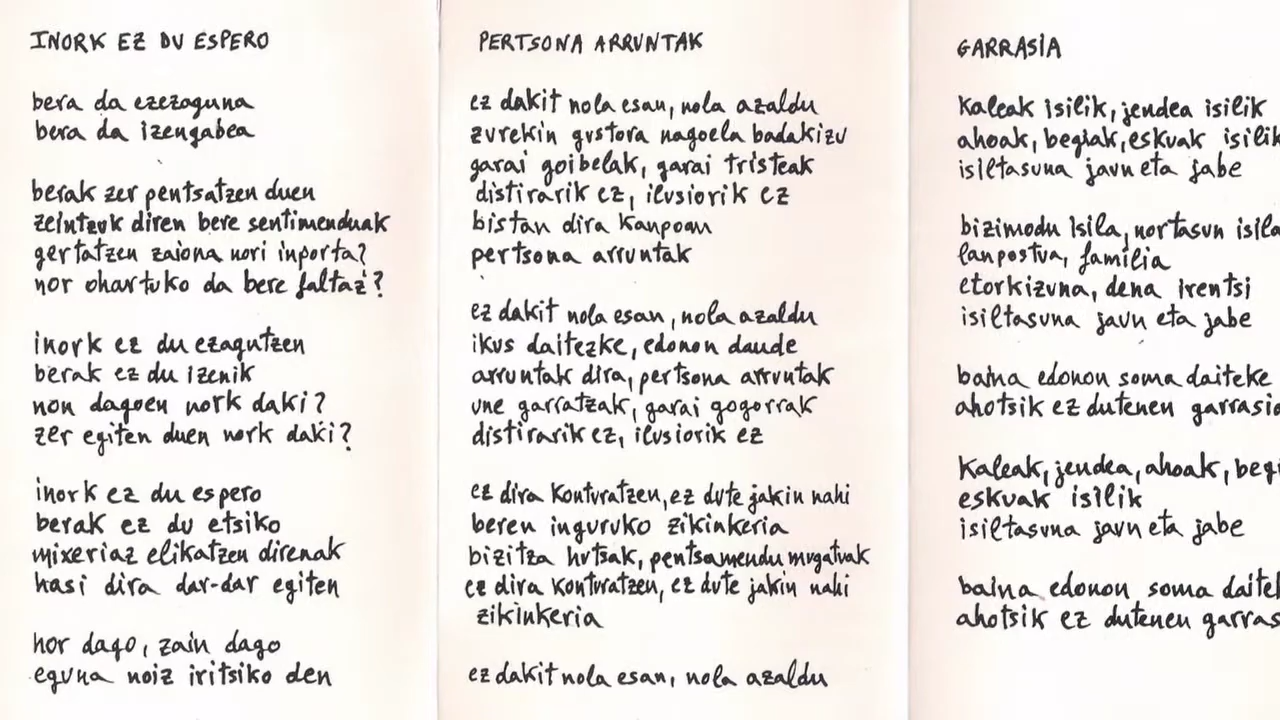 INORK EZ DU ESPERO
bera da ezezaguna
bera da izengabea
berak zer pentsatzen duen
zeintzuk diren bere sentimenduak
gertatzen zaiona nori inporta?
nor ohartuko da bere faltaz?
inork ez du ezagutzen
berak ez du izenik
non dagoen nork daki?
zer egiten duen nork daki?
inork ez du espero
berak ez du etsiko
mixeriaz elikatzen direnak
hasi dira dar-dar egiten
hor dago, zain dago
eguna noiz iritsiko den
PERTSONA ARRUNTAK
ez dakit nola esan, nola azaldu
zurekin gustora nagoela badakizu
garai goibelak, garai tristeak
distirarik ez, ilusiorik ez
bistan dira kanpoan
pertsona arruntak
ez dakit nola esan, nola azaldu
ikus daitezke, edonon daude
arruntak dira, pertsona arruntak
une garratzak, garai gogorrak
distirarik ez, ilusiorik ez
ez dira konturatzen, ez dute jakin nahi
beren inguruko zikinkeria
bizitza hutsak, pentsamendu mugatuak
ez dira konturatzen, ez dute jakin nahi
zikinkeria
ez dakit nola esan, nola azaldu
GARRASIA
kaleak isilik, jendea isilik
ahoak, begiak, eskuak isilik
isiltasuna jaun eta jabe
bizimodu isila, nortasun isila
lanpostua, familia
etorkizuna, dena irentsi
isiltasuna jaun eta jabe
baina edonon soma daiteke
ahotsik ez dutenen garrasia
kaleak, jendea, ahoak,
eskuak isilik
isiltasuna jaun eta jabe
baina edonon soma
ahotsik ez dutenen